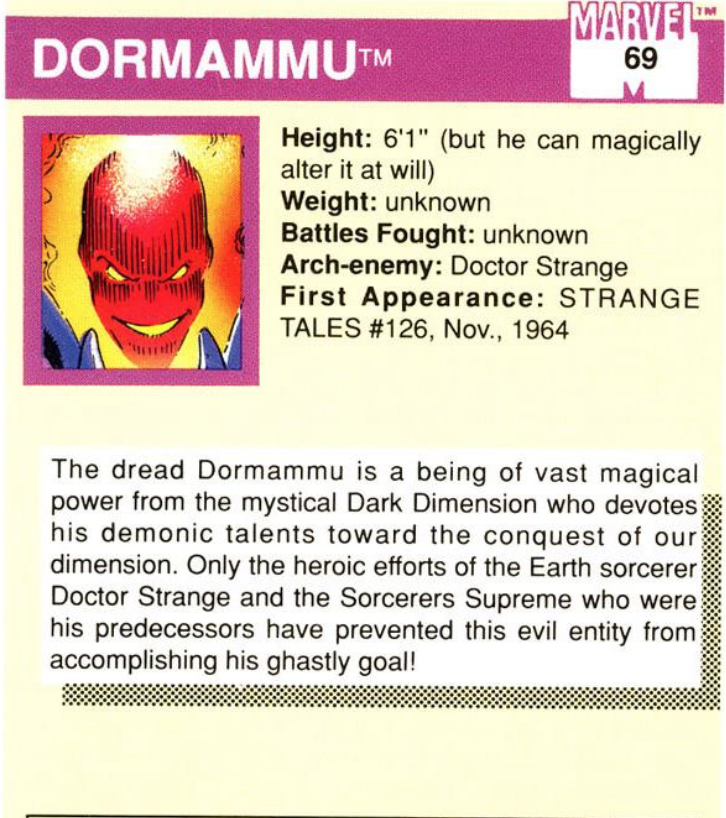 MARVEL™
DORMAMMU™
69
Height: 6'1" (but he can magically
alter it at will)
Weight: unknown
Battles Fought: unknown
Arch-enemy: Doctor Strange
First Appearance: STRANGE
TALES #126, Nov., 1964
The dread Dormammu is a being of vast magical
power from the mystical Dark Dimension who devotes
his demonic talents toward the conquest of our
dimension. Only the heroic efforts of the Earth sorcerer
Doctor Strange and the Sorcerers Supreme who were
his predecessors have prevented this evil entity from
accomplishing his ghastly goal!